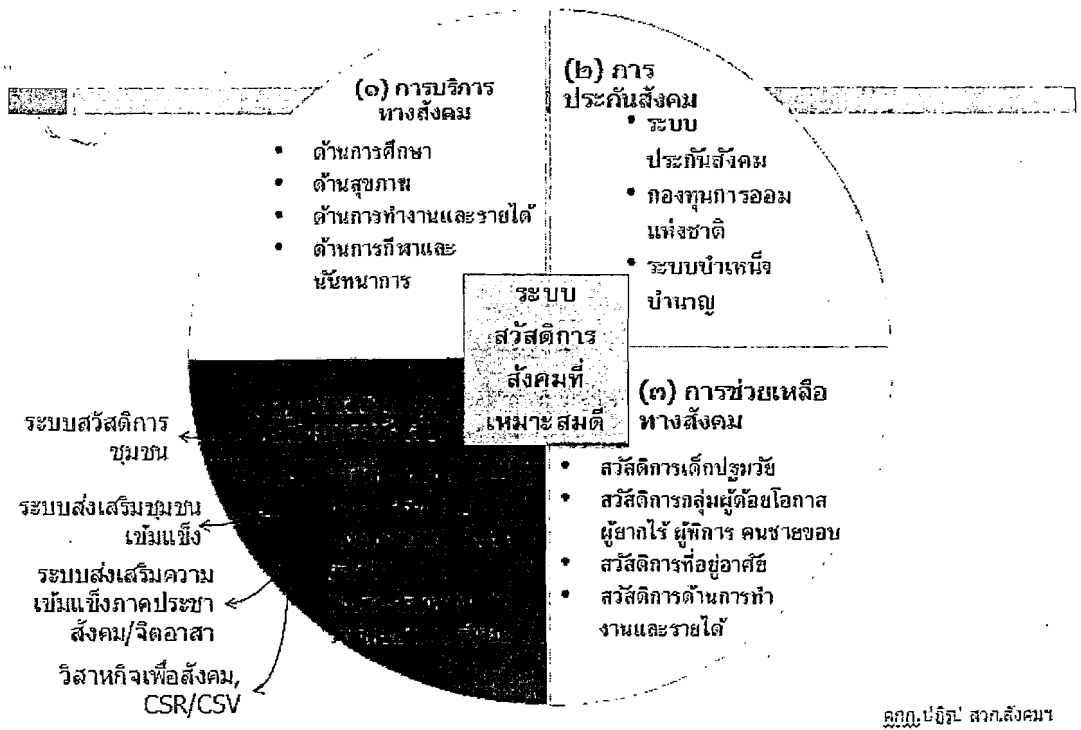 (๑) การบริการ
ทางสังคม
• ด้านการศึกษา
• ด้านสุขภาพ
• ด้านการทำงานและรายได้
• ด้านการกีฬาและ
นันทนาการ
(๒) การ
ประกันสังคม
• ระบบ
ประกันสังคม
• กองทุนการออม
แห่งชาติ
• ระบบบำเหน็จ
บำนาญ
ระบบ
สวัสดิการ
สังคมที่
เหมาะสมดี
(๓) การช่วยเหลือ
ทางสังคม
• สวัสดิการเด็กปฐมวัย
• สวัสดิการกลุ่มผู้ด้อยโอกาส
ผู้ยากไร้ ผู้พิการ คนชายขอบ
• สวัสดิการที่อยู่อาศัย
• สวัสดิการด้านการทำ
งานและรายได้
ระบบสวัสดิการ
ชุมชน
ระบบส่งเสริมชุมชน
เข้มแข็ง
ระบบส่งเสริมความ
เข้มแข็งภาคประชา
สังคม/จิตอาสา
วิสาหกิจเพื่อสังคม,
CSR/CSV
สวก.สังคมฯ